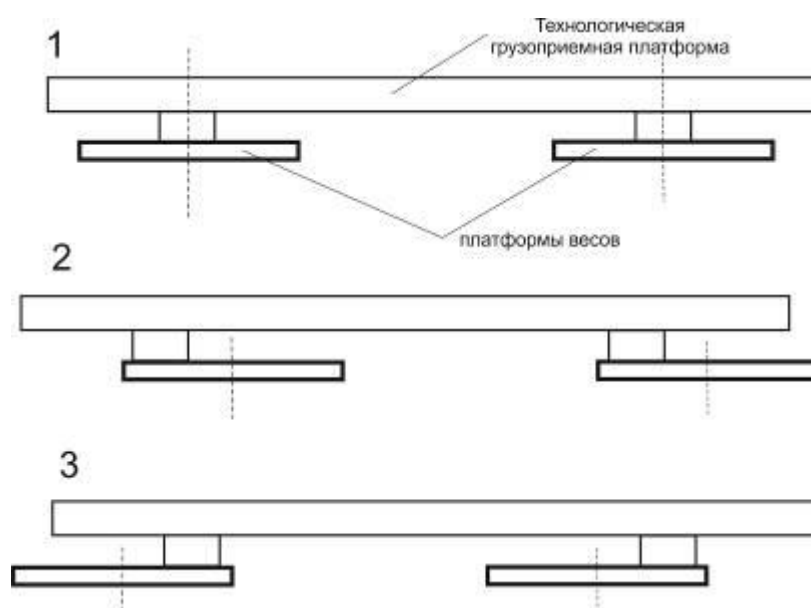 1
Технологическая
грузоприемная платформа
платформы весов
2
3